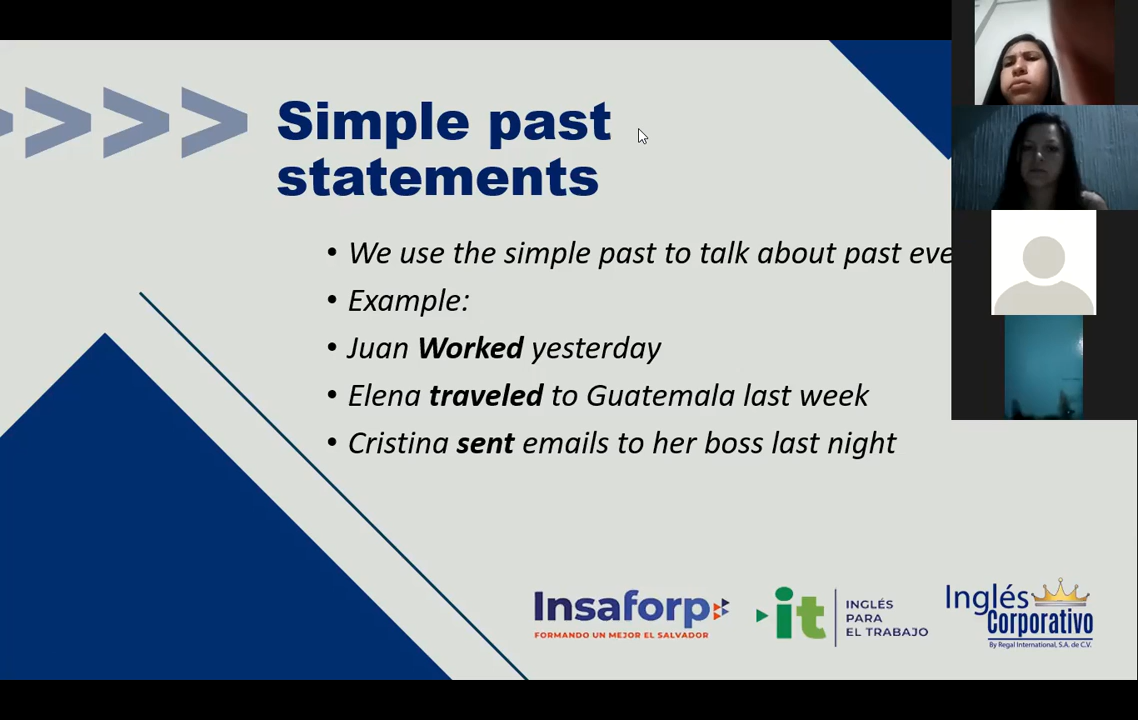 Simple past
statements
• We use the simple past to talk about past eve
• Example:
• Juan Worked yesterday
• Elena traveled to Guatemala last week
• Cristina sent emails to her boss last night
Insaforp
FORMANDO UN MEJOR EL SALVADOR
it
INGLÉS
PARA
EL TRABAJO
Inglés
Corporativo
By Regal International, S.A. de C.V.